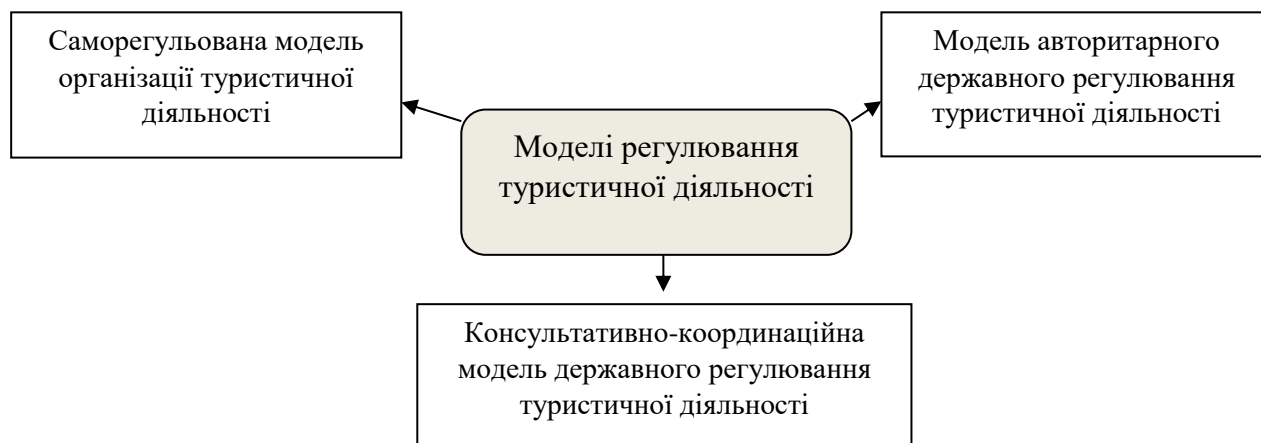 Саморегульована модель
організації туристичної
діяльності
Модель авторитарного
державного регулювання
туристичної діяльності
Моделі регулювання
туристичної діяльності
Консультативно-координаційна
модель державного регулювання
туристичної діяльності